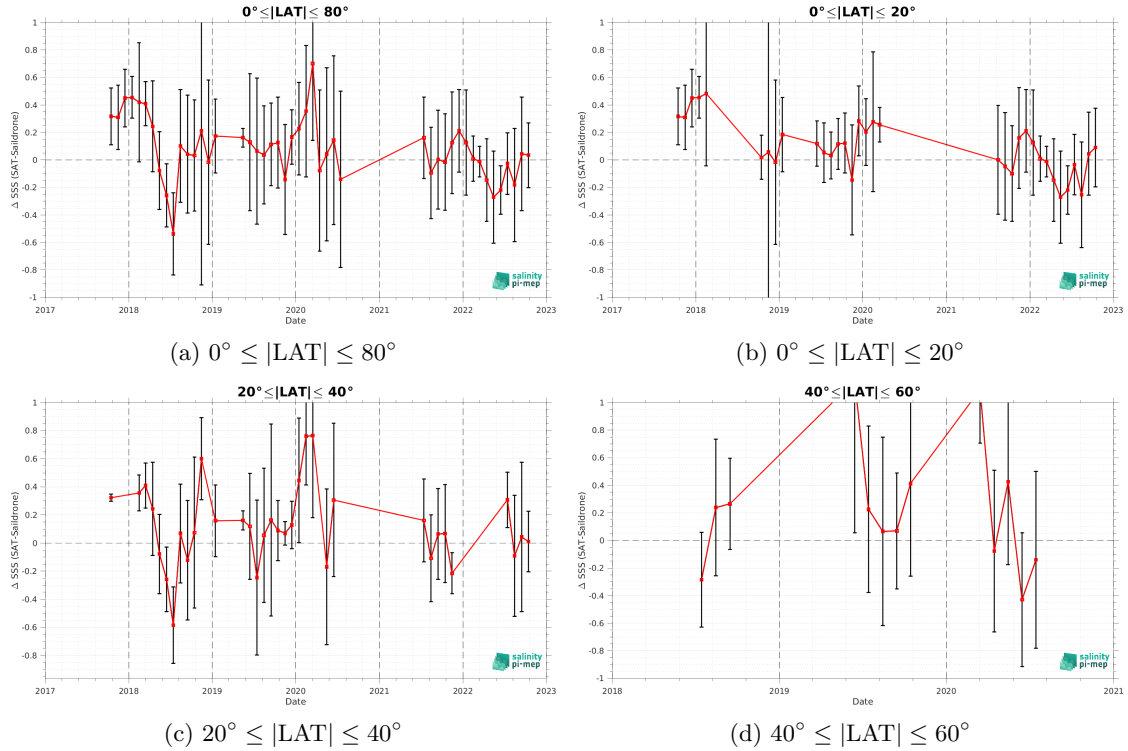 0°≤|LAT|≤ 80°
Δ SSS (SAT-Saildrone)
1
0.8
0.6
0.4
0.2
0
-0.2
-0.4
-0.6
-0.8
-1
2017
2018
2019
2020
2021
2022
2023
Date
salinity
pi-mep
(a) 0° ≤ |LAT| ≤ 80°
0°≤|LAT|≤ 20°
Δ SSS (SAT-Saildrone)
1
0.8
0.6
0.4
0.2
0
-0.2
-0.4
-0.6
-0.8
-1
2017
2018
2019
2020
2021
2022
2023
Date
salinity
pi-mep
(b) 0° ≤ |LAT| ≤ 20°
20°≤|LAT|≤ 40°
Δ SSS (SAT-Saildrone)
1
0.8
0.6
0.4
0.2
0
-0.2
-0.4
-0.6
-0.8
2017
2018
2019
2020
2021
2022
2023
Date
salinity
pi-mep
(c) 20° ≤ |LAT| ≤ 40°
40°≤|LAT|≤ 60°
Δ SSS (SAT-Saildrone)
1
0.8
0.6
0.4
0.2
0
-0.2
-0.4
-0.6
-0.8
-1
2018
2019
2020
2021
Date
salinity
pi-mep
(d) 40° ≤ |LAT| ≤ 60°